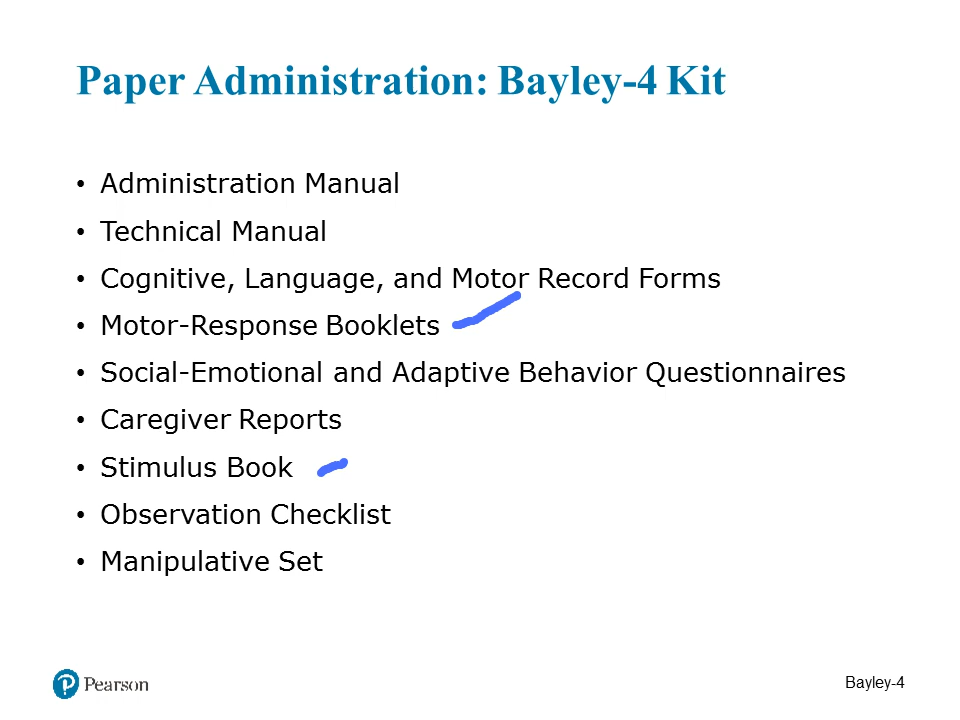 Paper Administration: Bayley-4 Kit
• Administration Manual
• Technical Manual
• Cognitive, Language, and Motor Record Forms
• Motor-Response Booklets
• Social-Emotional and Adaptive Behavior Questionnaires
• Caregiver Reports
• Stimulus Book
• Observation Checklist
• Manipulative Set
P Pearson
Bayley-4